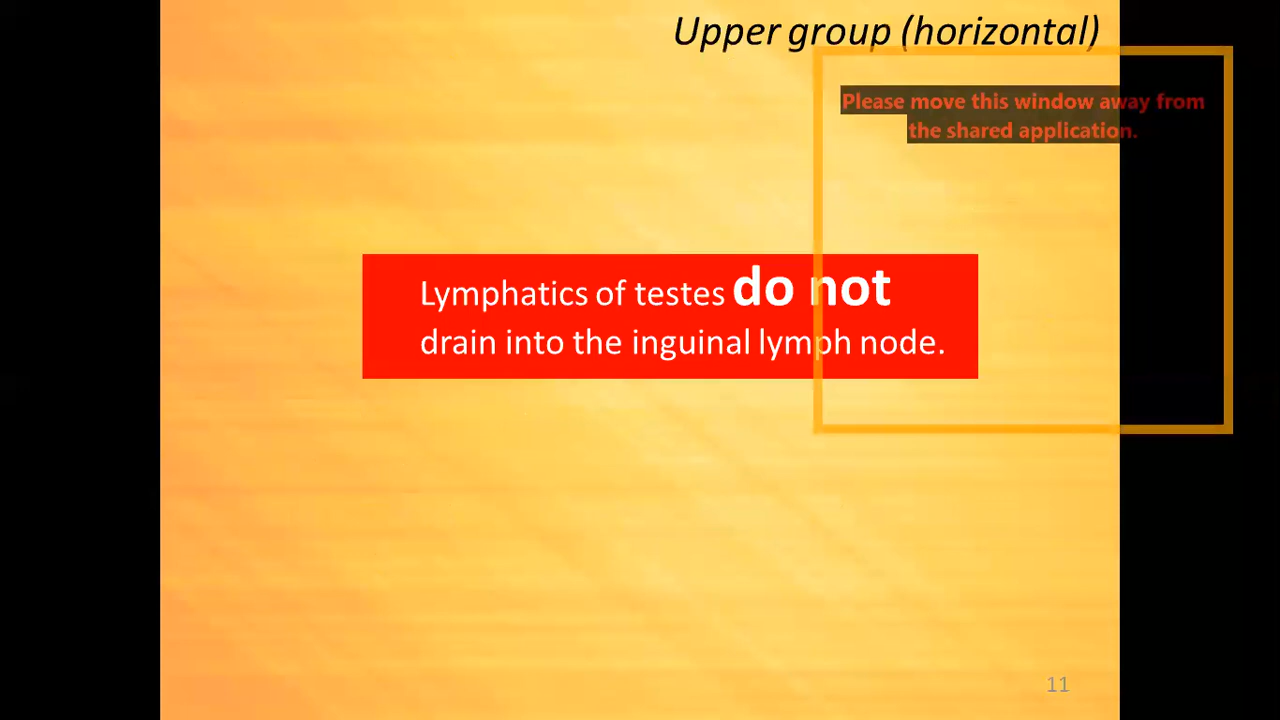 Upper group (horizontal)
Please move this window away from
the shared application.
Lymphatics of testes do not
drain into the inguinal lymph node.
11